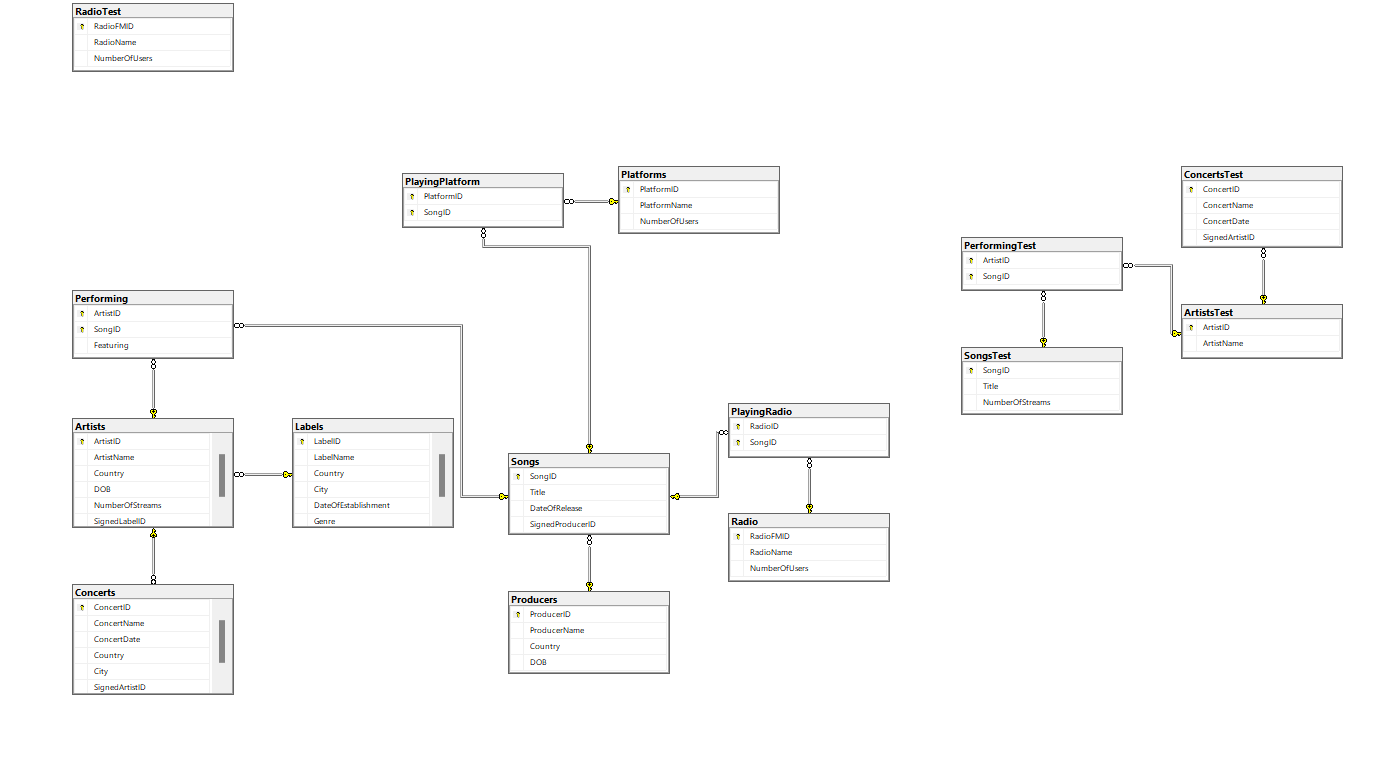 RadioTest
RadioFMID
RadioName
NumberOfUsers
PlayingPlatform
PlatformID
SongID
Platforms
PlatformID
PlatformName
NumberOfUsers
ConcertsTest
ConcertID
ConcertName
ConcertDate
SignedArtistID
PerformingTest
ArtistID
SongID
Performing
ArtistID
SongID
Featuring
ArtistsTest
ArtistID
ArtistName
SongsTest
SongID
Title
NumberOfStreams
Artists
ArtistID
ArtistName
Country
DOB
NumberOfStreams
SignedLabelID
Labels
LabelID
LabelName
Country
City
DateOfEstablishment
Genre
Songs
SongID
Title
DateOfRelease
SignedProducerID
PlayingRadio
RadioID
SongID
Radio
RadioFMID
RadioName
NumberOfUsers
Concerts
ConcertID
ConcertName
ConcertDate
Country
City
SignedArtistID
Producers
ProducerID
ProducerName
Country
DOB